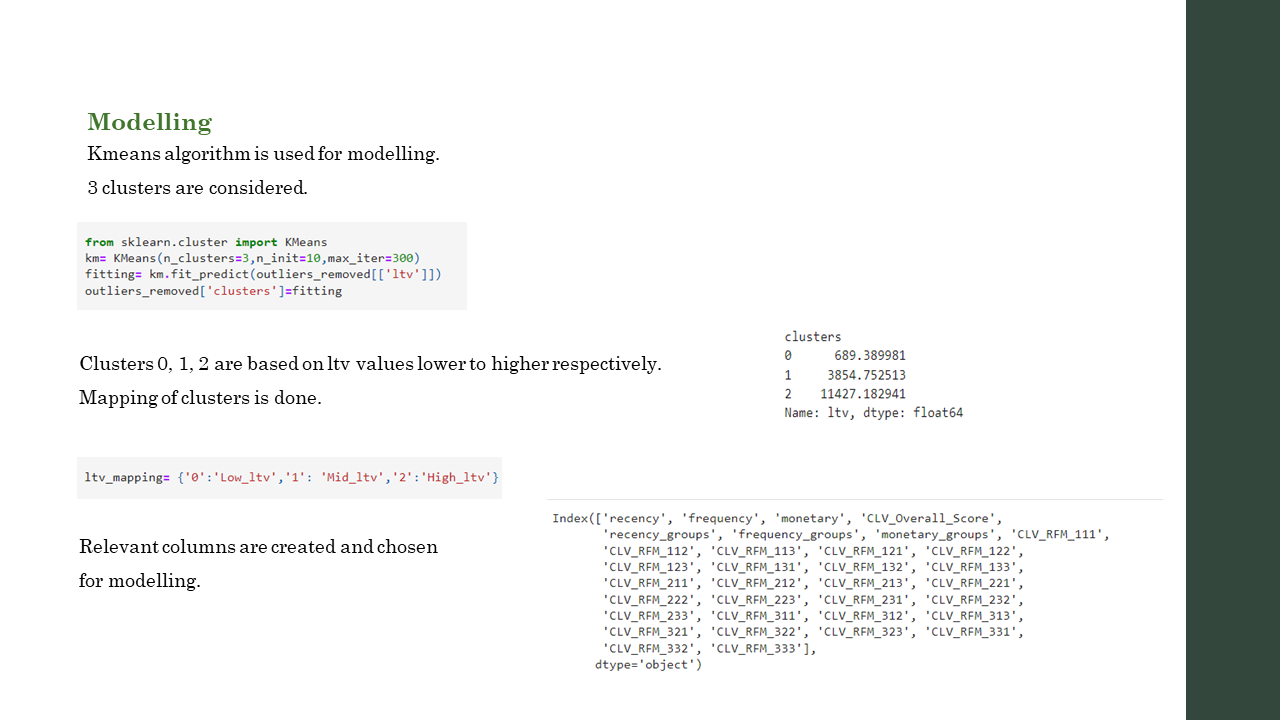 Modelling
Kmeans algorithm is used for modelling.
3 clusters are considered.
from sklearn.cluster import KMeans
km= KMeans(n_clusters=3,n_init=10,max_iter=300)
fitting= km.fit_predict(outliers_removed[['ltv']])
outliers_removed['clusters']=fitting
Clusters 0, 1, 2 are based on ltv values lower to higher respectively.
Mapping of clusters is done.
clusters
0 689.389981
1 3854.752513
2 11427.182941
Name: ltv, dtype: float64
ltv_mapping= {'0':'Low_ltv','1': 'Mid_ltv','2':'High_ltv'}
Relevant columns are created and chosen
for modelling.
Index(['recency', 'frequency', 'monetary', 'CLV_Overall_Score',
'recency_groups', 'frequency_groups', 'monetary_groups', 'CLV_RFM_111',
'CLV_RFM_112', 'CLV_RFM_113', 'CLV_RFM_121', 'CLV_RFM_122',
'CLV_RFM_123', 'CLV_RFM_131', 'CLV_RFM_132', 'CLV_RFM_133',
'CLV_RFM_211', 'CLV_RFM_212', 'CLV_RFM_213', 'CLV_RFM_221',
'CLV_RFM_222', 'CLV_RFM_223', 'CLV_RFM_231', 'CLV_RFM_232',
'CLV_RFM_233', 'CLV_RFM_311', 'CLV_RFM_312', 'CLV_RFM_313',
'CLV_RFM_321', 'CLV_RFM_322', 'CLV_RFM_323', 'CLV_RFM_331',
'CLV_RFM_332', 'CLV_RFM_333'],
dtype='object')